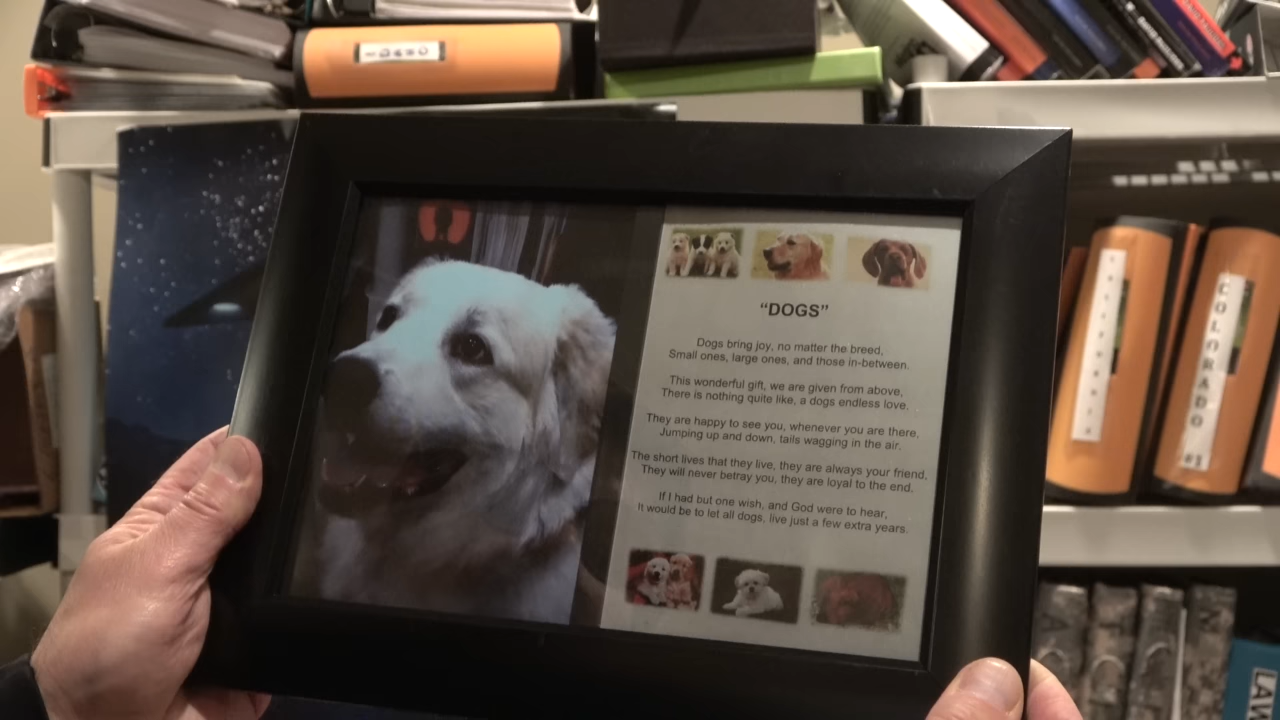 IDAHO
"DOGS"
Dogs bring joy, no matter the breed,
Small ones, large ones, and those in-between.
This wonderful gift, we are given from above,
There is nothing quite like, a dogs endless love.
They are happy to see you, whenever you are there,
Jumping up and down, tails wagging in the air.
The short lives that they live, they are always your friend,
They will never betray you, they are loyal to the end.
If I had but one wish, and God were to hear,
It would be to let all dogs, live just a few extra years.
COLORADO
#1
LAW